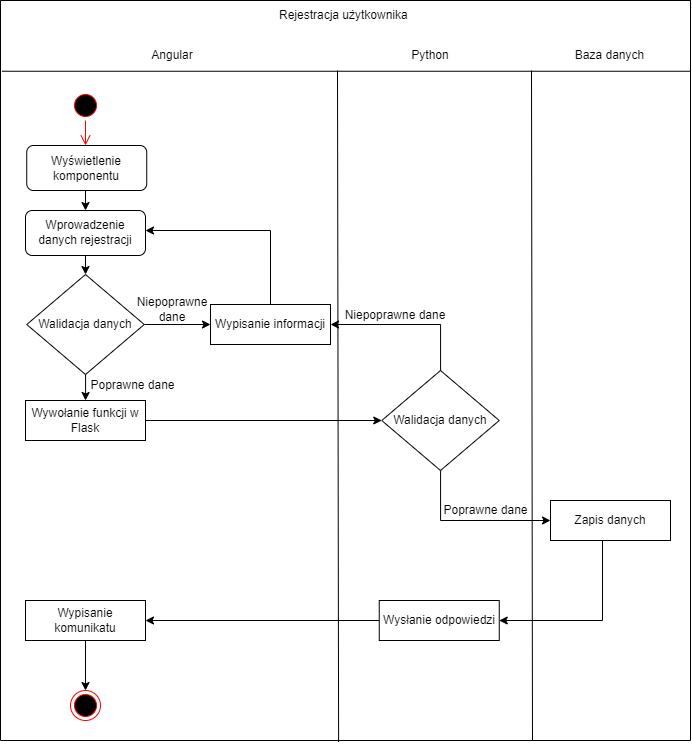 Rejestracja użytkownika
Angular
Python
Baza danych
Wyświetlenie
komponentu
Wprowadzenie
danych rejestracji
Walidacja danych
Niepoprawne
dane
Wypisanie informacji
Niepoprawne dane
Poprawne dane
Wywołanie funkcji w
Flask
Walidacja danych
Poprawne dane
Zapis danych
Wypisanie
komunikatu
Wysłanie odpowiedzi